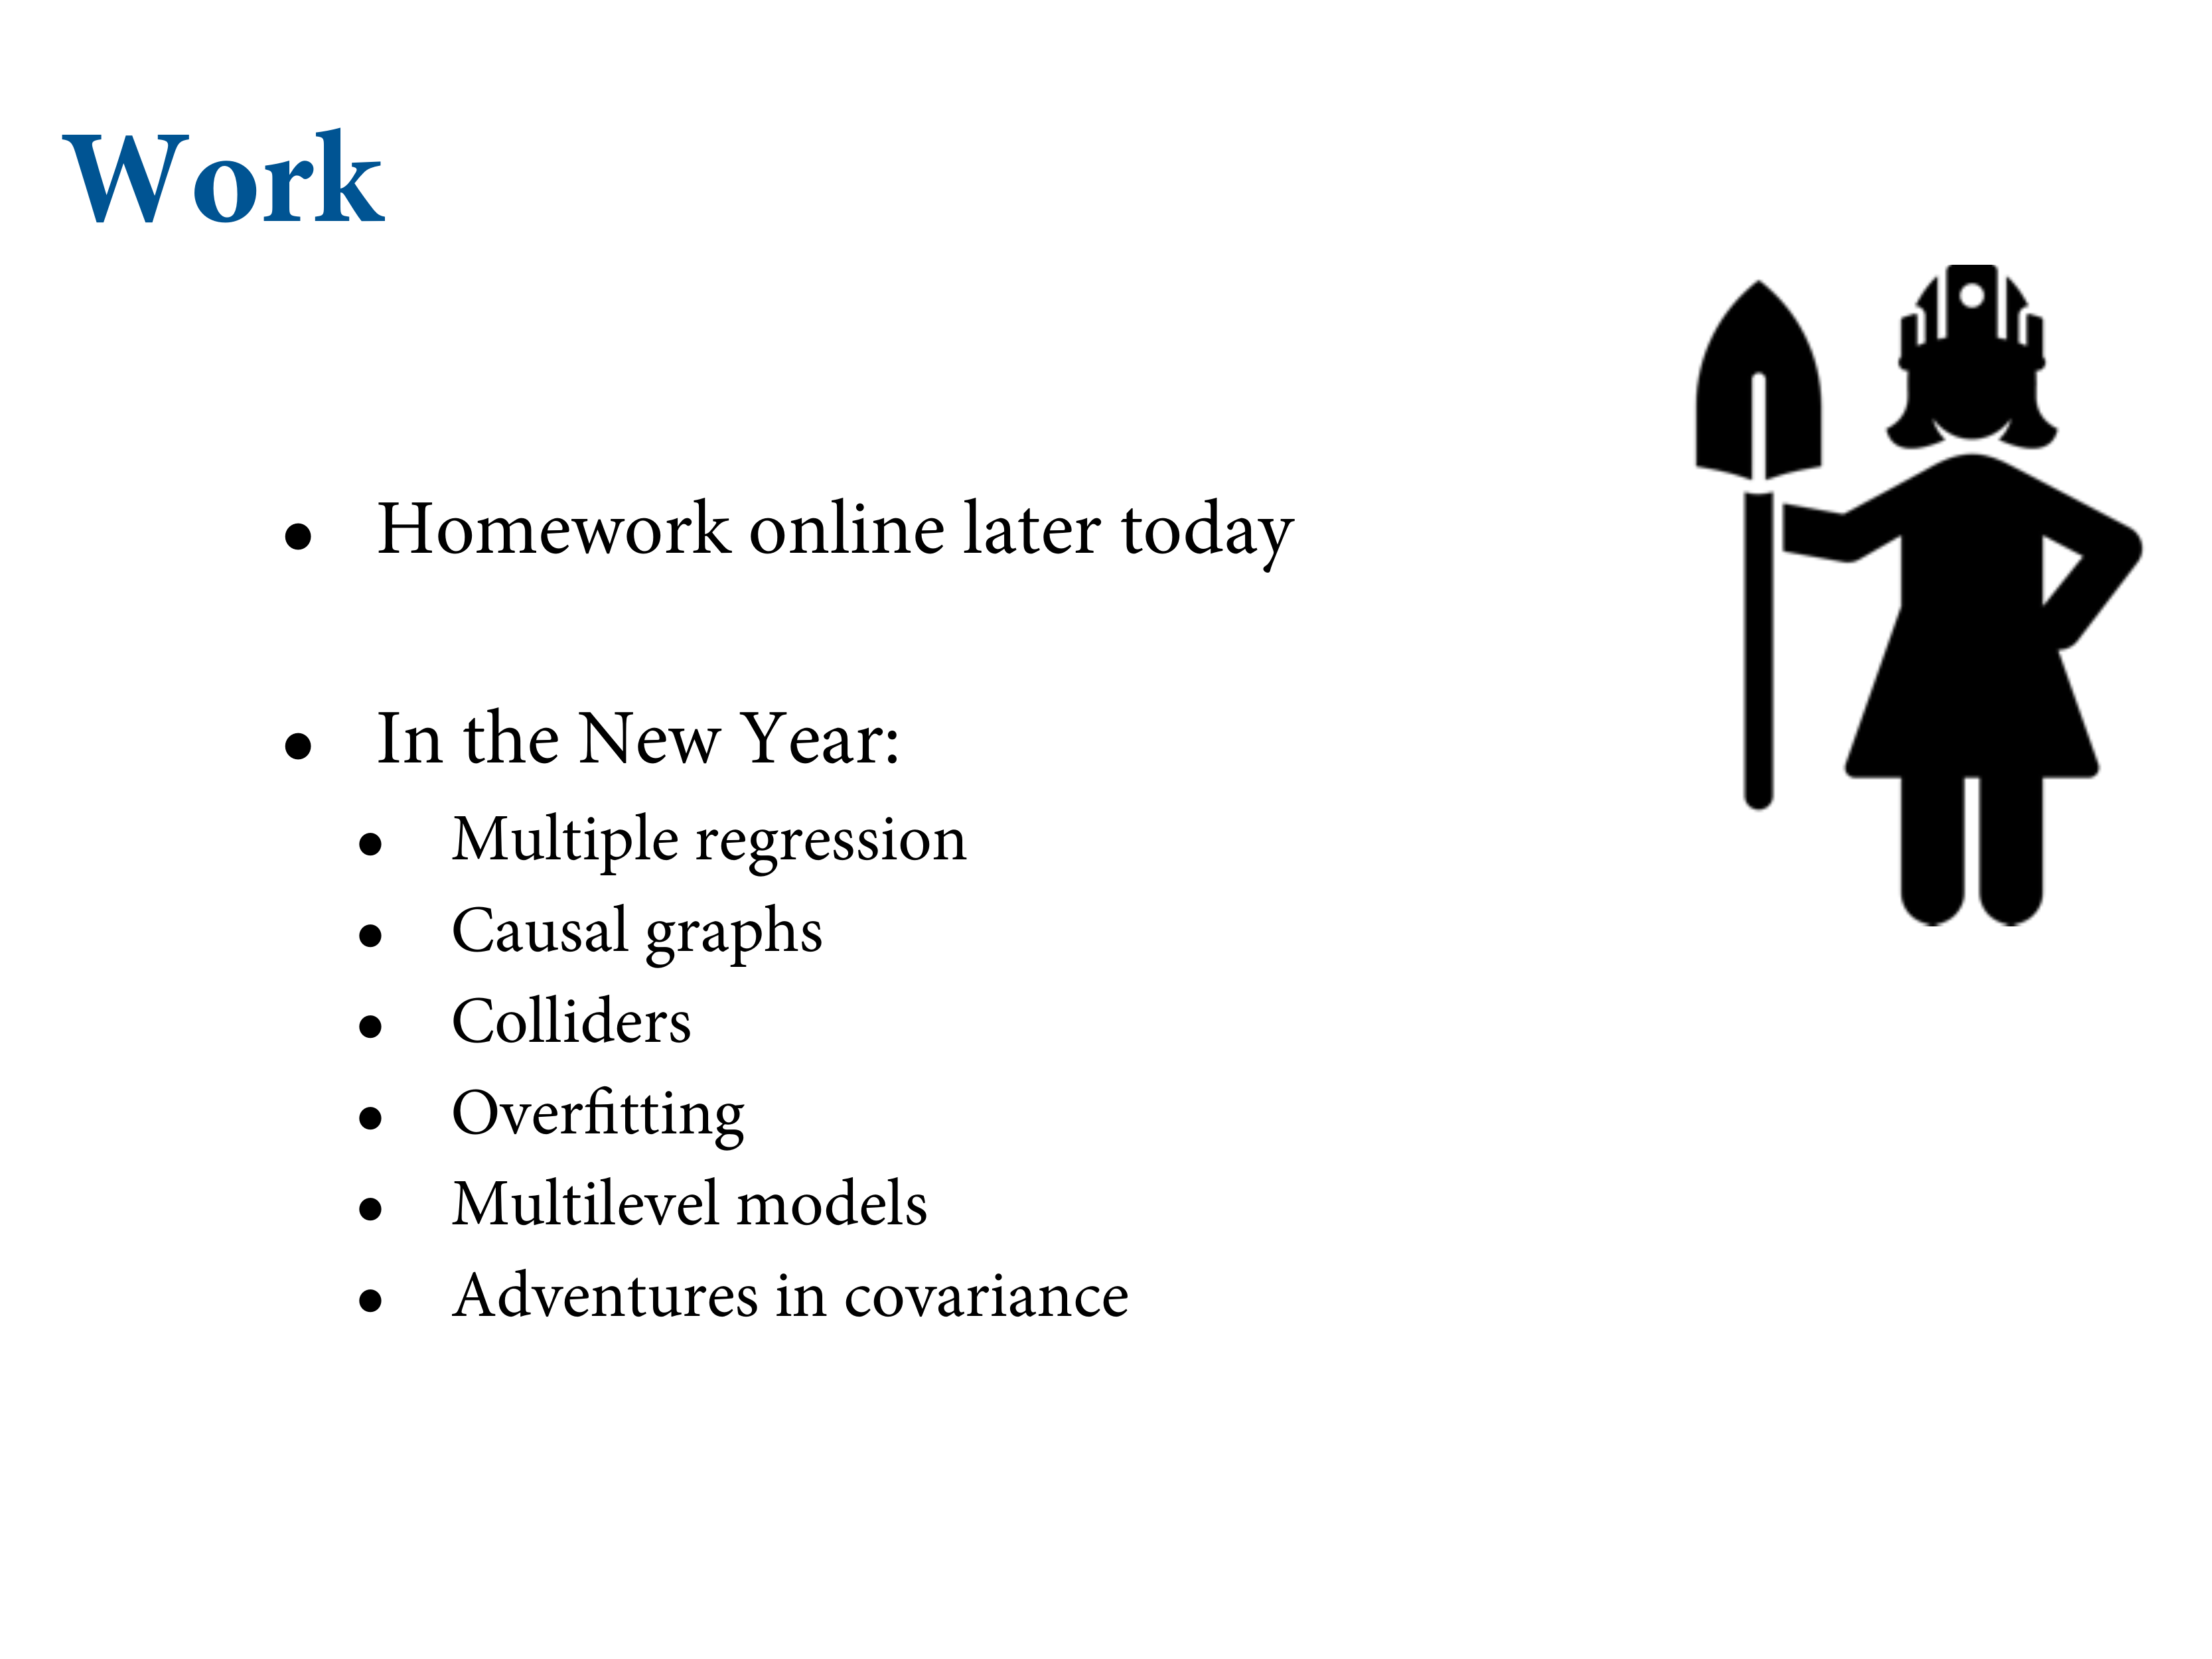 Work
• Homework online later today
• In the New Year:
• Multiple regression
• Causal graphs
• Colliders
• Overfitting
• Multilevel models
• Adventures in covariance